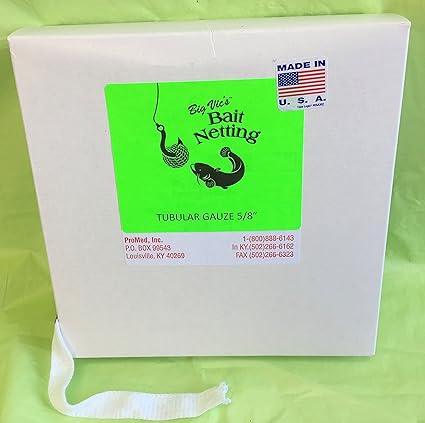 MADE IN
U. S. A.
Big Vic's
Bait
Netting
TUBULAR GAUZE 5/8"
ProMed, Inc.
P.O. BOX 99543
Louisville, KY 40269
1-(800)888-6143
In KY.(502)266-6162
FAX (502)266-6323